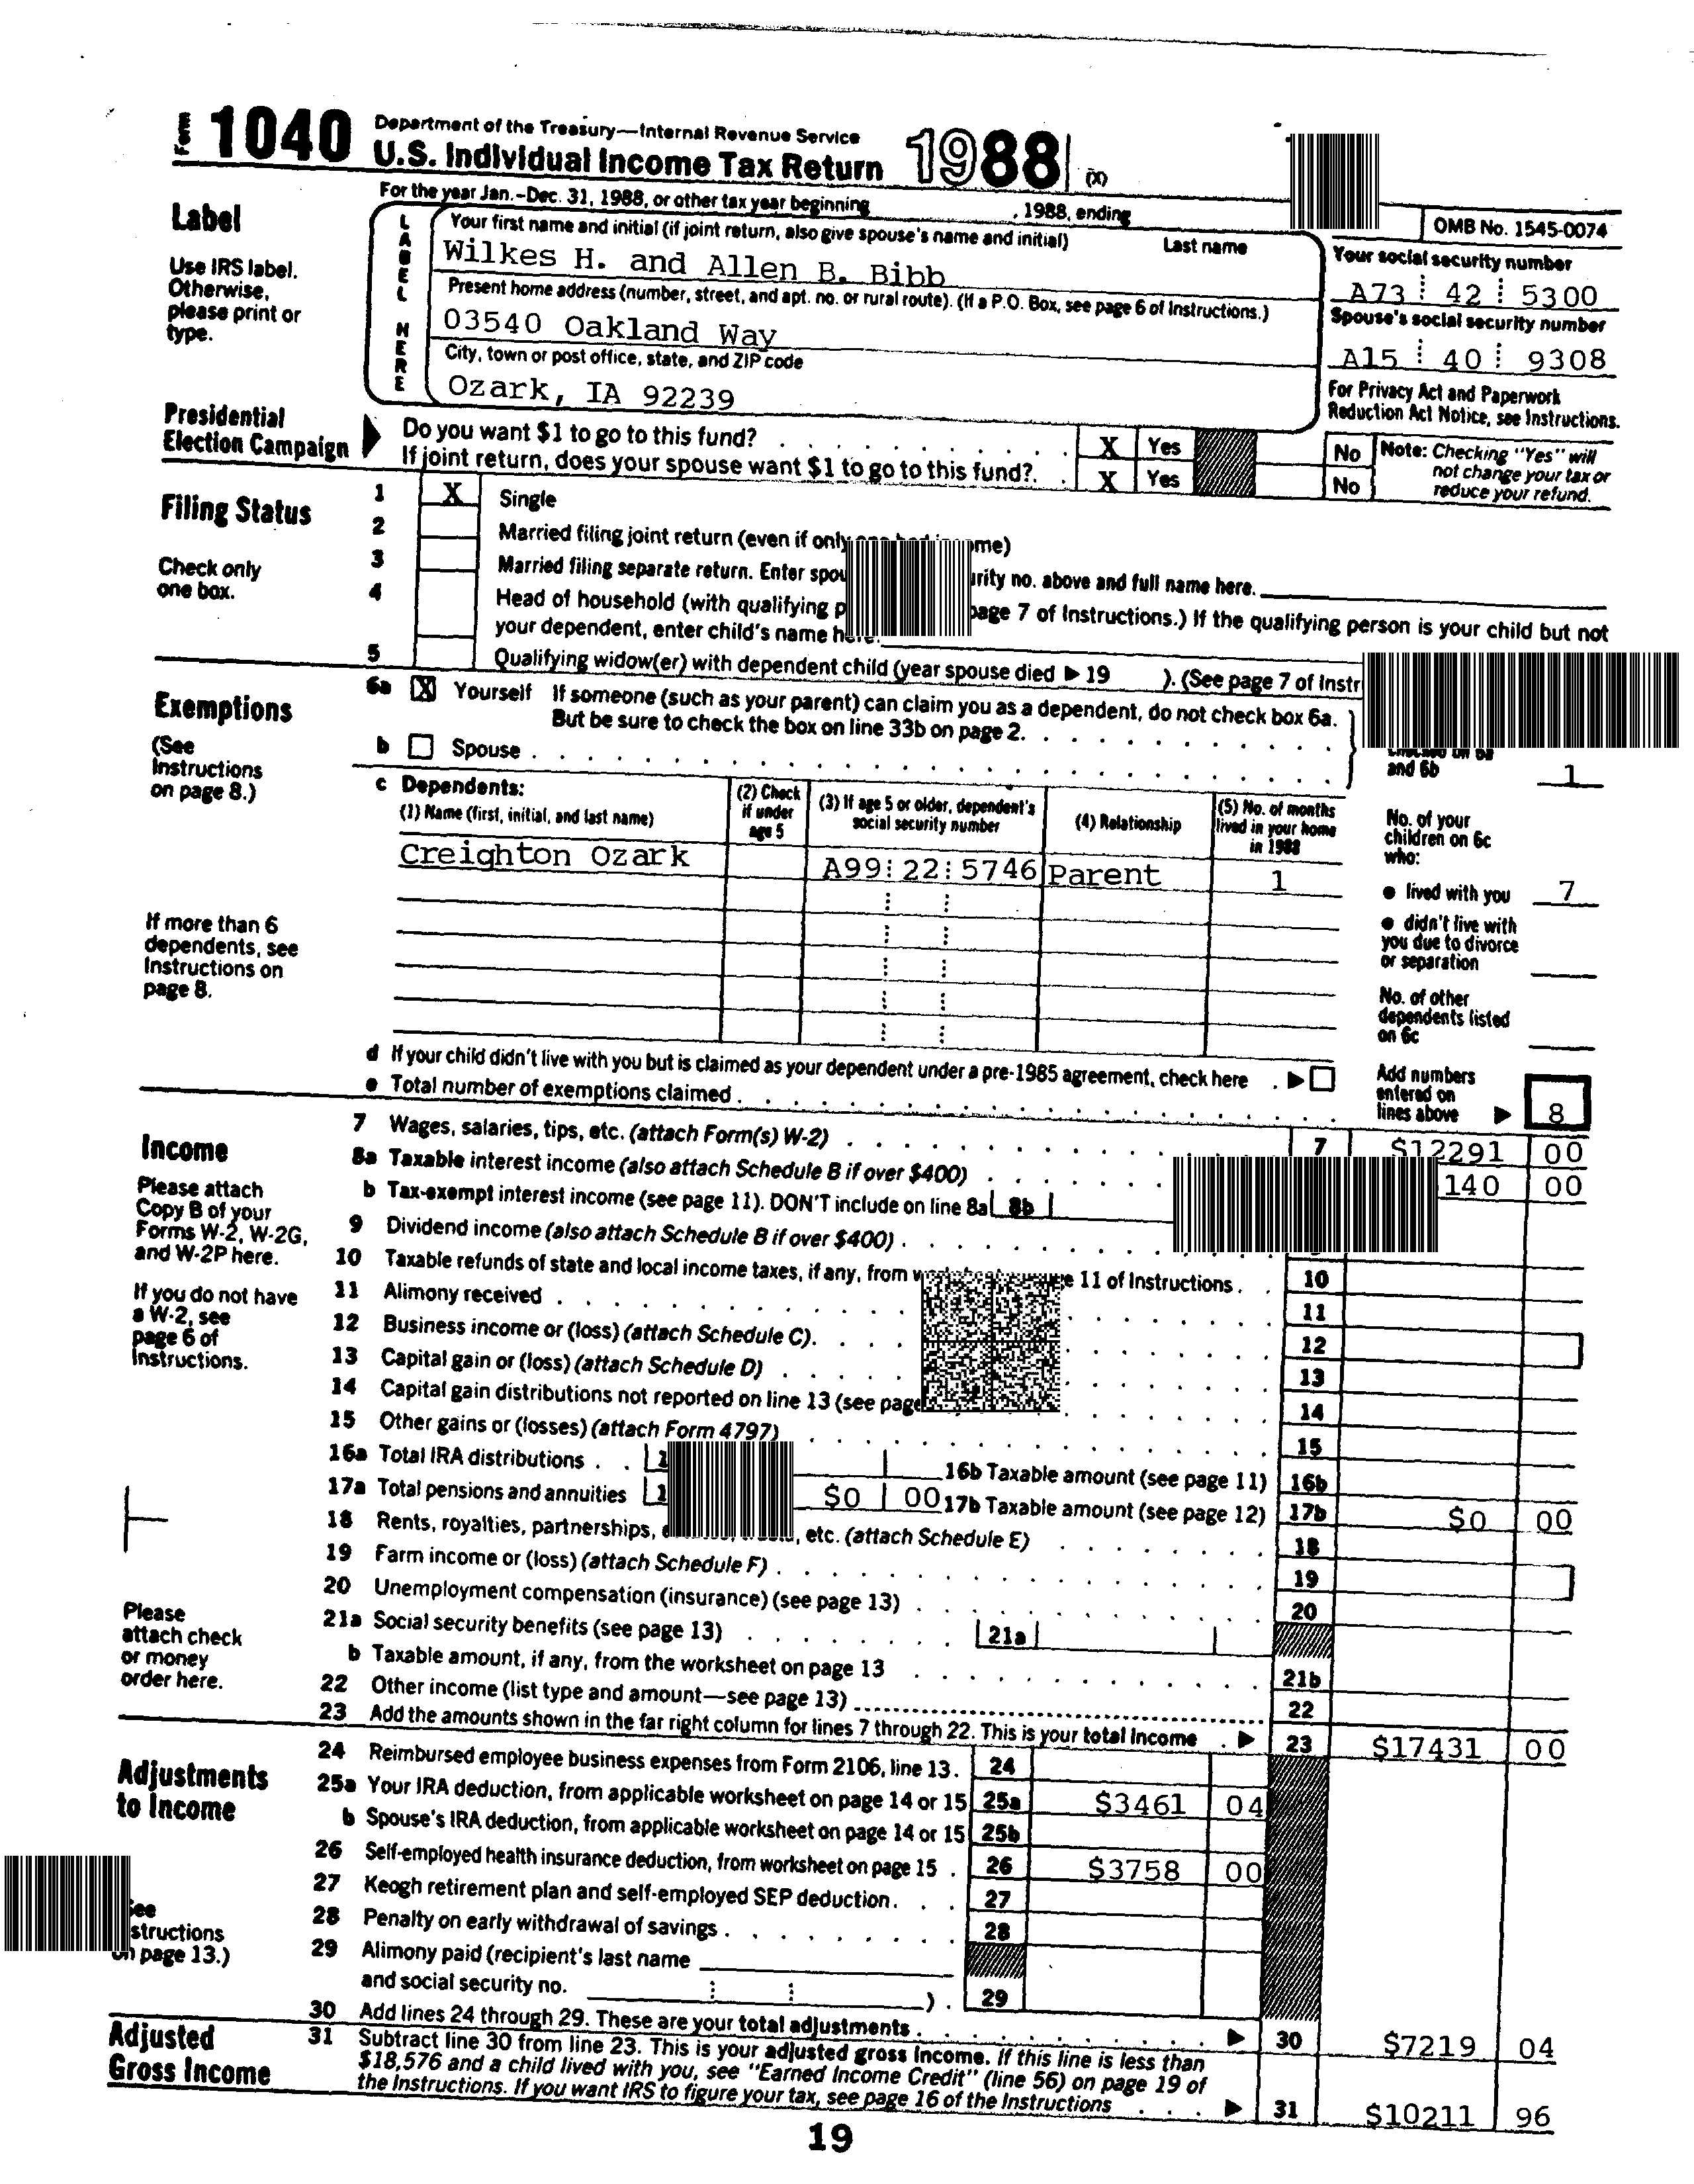 Form 1040 Department of the Treasury—Internal Revenue Service
U.S. Individual Income Tax Return 1988 (X)
For the year Jan.-Dec. 31, 1988, or other tax year beginning , 1988, ending
OMB No. 1545-0074
Label
Use IRS label.
Otherwise,
please print or
type.
LABEL HERE
Your first name and initial (if joint return, also give spouse's name and initial) Last name
Wilkes H. and Allen B. Bibb
Your social security number
A73 42 5300
Present home address (number, street, and apt. no. or rural route). (If a P.O. Box, see page 6 of Instructions.)
03540 Oakland Way
Spouse's social security number
A15 40 9308
City, town or post office, state, and ZIP code
Ozark, IA 92239
For Privacy Act and Paperwork
Reduction Act Notice, see Instructions.
Presidential
Election Campaign
Do you want $1 to go to this fund? X Yes No
If joint return, does your spouse want $1 to go to this fund? X Yes No
Note: Checking "Yes" will
not change your tax or
reduce your refund.
Filing Status
Check only
one box.
1 X Single
2 Married filing joint return (even if only me)
3 Married filing separate return. Enter spou rity no. above and full name here.
4 Head of household (with qualifying p page 7 of Instructions.) If the qualifying person is your child but not
your dependent, enter child's name
5 Qualifying widow(er) with dependent child (year spouse died ▶ 19 ). (See page 7 of Instr
Exemptions
(See
Instructions
on page 8.)
6a X Yourself If someone (such as your parent) can claim you as a dependent, do not check box 6a.
But be sure to check the box on line 33b on page 2.
b Spouse
and 6b 1
c Dependents:
(1) Name (first, initial, and last name)
(2) Check
if under
age 5
(3) If age 5 or older, dependent's
social security number
(4) Relationship
(5) No. of months
lived in your home
in 1988
Creighton Ozark A99 22 5746 Parent 1
No. of your
children on 6c
who:
● lived with you 7
● didn't live with
you due to divorce
or separation
No. of other
dependents listed
on 6c
If more than 6
dependents, see
Instructions on
page 8.
d If your child didn't live with you but is claimed as your dependent under a pre-1985 agreement, check here . ▶
e Total number of exemptions claimed
Add numbers
entered on
lines above ▶ 8
Income
Please attach
Copy B of your
Forms W-2, W-2G,
and W-2P here.
If you do not have
a W-2, see
page 6 of
Instructions.
Please
attach check
or money
order here.
7 Wages, salaries, tips, etc. (attach Form(s) W-2) 7 $12291 00
8a Taxable interest income (also attach Schedule B if over $400) 140 00
b Tax-exempt interest income (see page 11). DON'T include on line 8a 8b
9 Dividend income (also attach Schedule B if over $400)
10 Taxable refunds of state and local income taxes, if any, from 11 of Instructions. 10
11 Alimony received 11
12 Business income or (loss) (attach Schedule C). 12
13 Capital gain or (loss) (attach Schedule D) 13
14 Capital gain distributions not reported on line 13 (see page 14
15 Other gains or (losses) (attach Form 4797) 15
16a Total IRA distributions 16b Taxable amount (see page 11) 16b
17a Total pensions and annuities $0 00 17b Taxable amount (see page 12) 17b $0 00
18 Rents, royalties, partnerships, etc. (attach Schedule E) 18
19 Farm income or (loss) (attach Schedule F) 19
20 Unemployment compensation (insurance) (see page 13) 20
21a Social security benefits (see page 13) 21a
b Taxable amount, if any, from the worksheet on page 13 21b
22 Other income (list type and amount—see page 13) 22
23 Add the amounts shown in the far right column for lines 7 through 22. This is your total income ▶ 23 $17431 00
Adjustments
to Income
ee
structions
on page 13.)
24 Reimbursed employee business expenses from Form 2106, line 13. 24
25a Your IRA deduction, from applicable worksheet on page 14 or 15 25a $3461 04
b Spouse's IRA deduction, from applicable worksheet on page 14 or 15 25b
26 Self-employed health insurance deduction, from worksheet on page 15 26 $3758 00
27 Keogh retirement plan and self-employed SEP deduction. 27
28 Penalty on early withdrawal of savings 28
29 Alimony paid (recipient's last name
and social security no. ). 29
30 Add lines 24 through 29. These are your total adjustments ▶ 30 $7219 04
Adjusted
Gross Income
31 Subtract line 30 from line 23. This is your adjusted gross income. If this line is less than
$18,576 and a child lived with you, see "Earned Income Credit" (line 56) on page 19 of
the Instructions. If you want IRS to figure your tax, see page 16 of the Instructions ▶ 31 $10211 96
19